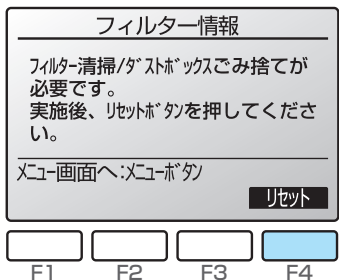 フィルター情報
ﾌｨﾙﾀｰ清掃/ﾀﾞｽﾄﾎﾞｯｸｽごみ捨てが
必要です。
実施後、ﾘｾｯﾄﾎﾞﾀﾝを押してくださ
い。
ﾒﾆｭｰ画面へ:ﾒﾆｭｰﾎﾞﾀﾝ
ﾘｾｯﾄ
F1 F2 F3 F4